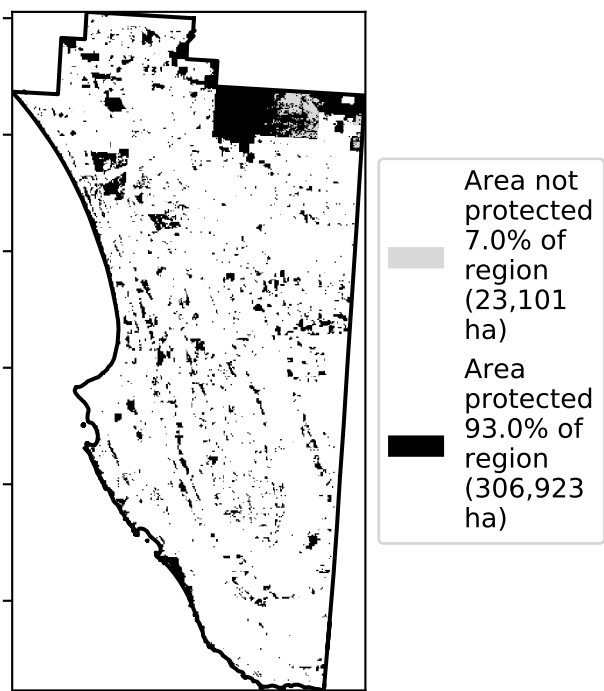 Area not
protected
7.0% of
region
(23,101
ha)
Area
protected
93.0% of
region
(306,923
ha)